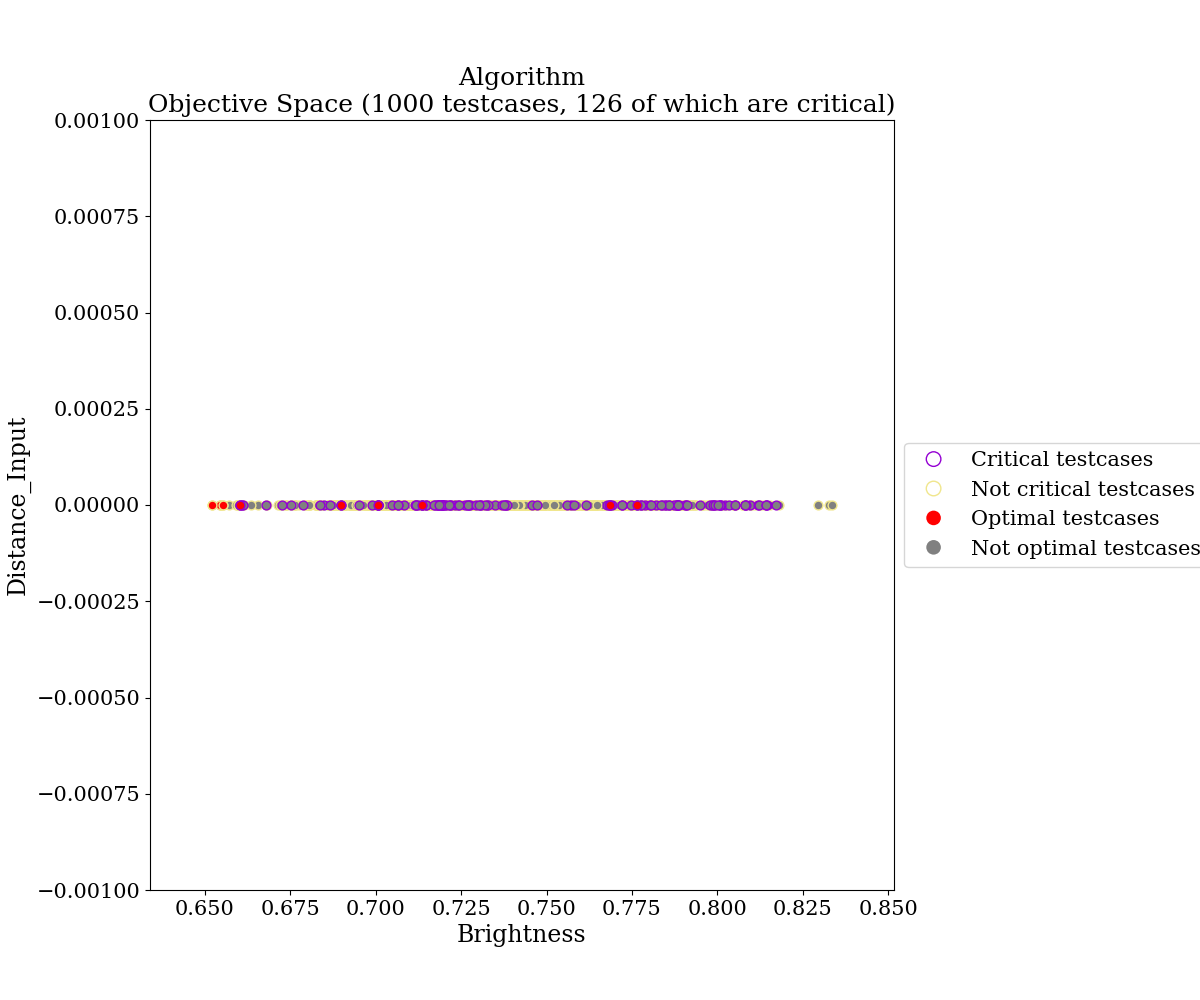 Algorithm
Objective Space (1000 testcases, 126 of which are critical)
0.00100
0.00075
0.00050
0.00025
0.00000
−0.00025
−0.00050
−0.00075
−0.00100
Distance_Input
0.650 0.675 0.700 0.725 0.750 0.775 0.800 0.825 0.850
Brightness
Critical testcases
Not critical testcases
Optimal testcases
Not optimal testcases